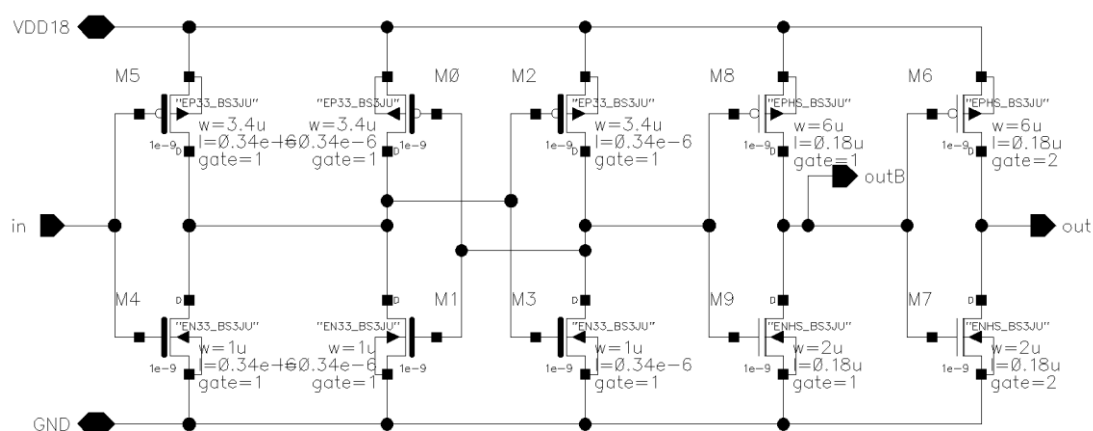 VDD18
M5
"EP33_BS3JU"
w=3.4u
l=0.34e-6
gate=1
1e-9
D
M0
"EP33_BS3JU"
w=3.4u
l=0.34e-6
gate=1
1e-9
D
M2
"EP33_BS3JU"
w=3.4u
l=0.34e-6
gate=1
1e-9
D
M8
"EPHS_BS3JU"
w=6u
l=0.18u
gate=1
1e-9
D
M6
"EPHS_BS3JU"
w=6u
l=0.18u
gate=2
1e-9
D
outB
in
out
M4
"EN33_BS3JU"
w=1u
l=0.34e-6
gate=1
1e-9
D
M1
"EN33_BS3JU"
w=1u
l=0.34e-6
gate=1
1e-9
D
M3
"EN33_BS3JU"
w=1u
l=0.34e-6
gate=1
1e-9
D
M9
"ENHS_BS3JU"
w=2u
l=0.18u
gate=1
1e-9
D
M7
"ENHS_BS3JU"
w=2u
l=0.18u
gate=2
1e-9
D
GND